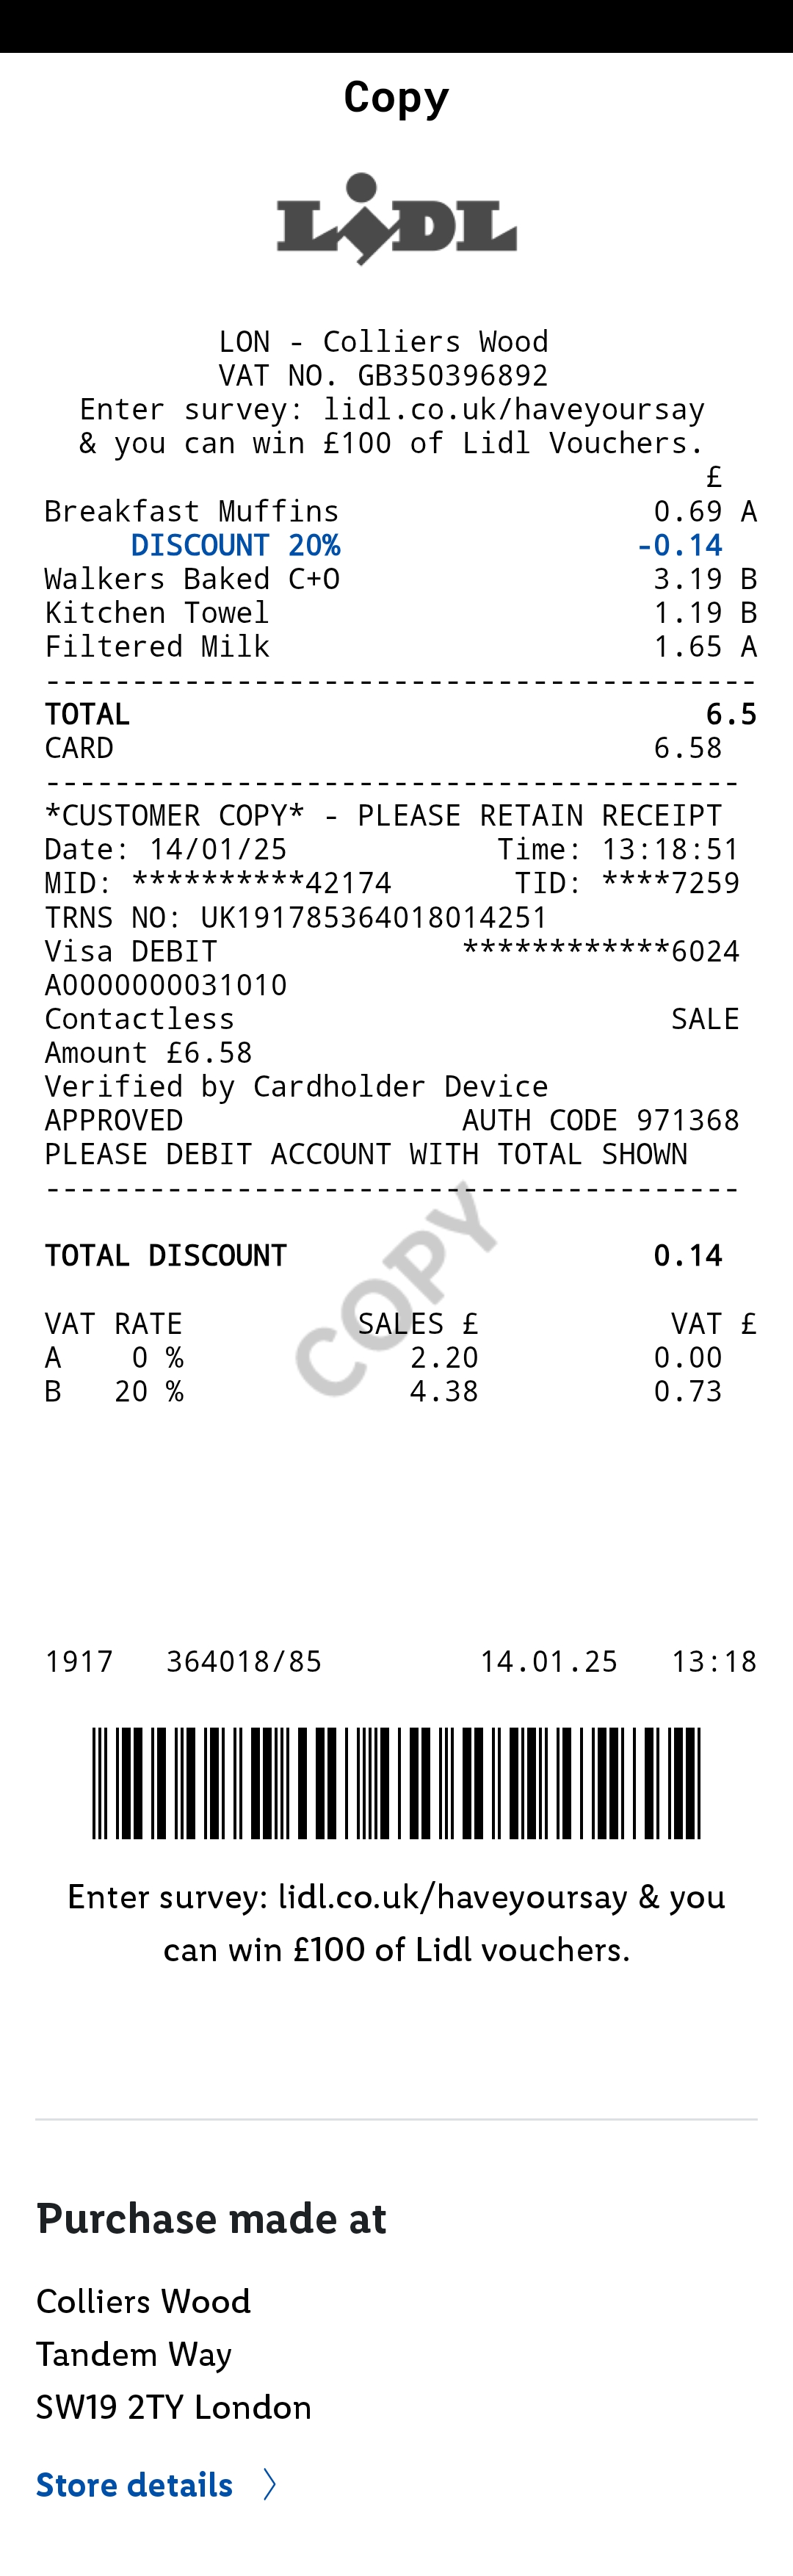 Copy
LIDL
LON - Colliers Wood
VAT NO. GB350396892
Enter survey: lidl.co.uk/haveyoursay
& you can win £100 of Lidl Vouchers.
£
Breakfast Muffins 0.69 A
DISCOUNT 20% -0.14
Walkers Baked C+O 3.19 B
Kitchen Towel 1.19 B
Filtered Milk 1.65 A
-----------------------------------------
TOTAL 6.5
CARD 6.58
----------------------------------------
*CUSTOMER COPY* - PLEASE RETAIN RECEIPT
Date: 14/01/25 Time: 13:18:51
MID: **********42174 TID: ****7259
TRNS NO: UK191785364018014251
Visa DEBIT ************6024
A0000000031010
Contactless SALE
Amount £6.58
Verified by Cardholder Device
APPROVED AUTH CODE 971368
PLEASE DEBIT ACCOUNT WITH TOTAL SHOWN
----------------------------------------
COPY
TOTAL DISCOUNT 0.14
VAT RATE SALES £ VAT £
A 0 % 2.20 0.00
B 20 % 4.38 0.73
1917 364018/85 14.01.25 13:18
Enter survey: lidl.co.uk/haveyoursay & you
can win £100 of Lidl vouchers.
Purchase made at
Colliers Wood
Tandem Way
SW19 2TY London
Store details